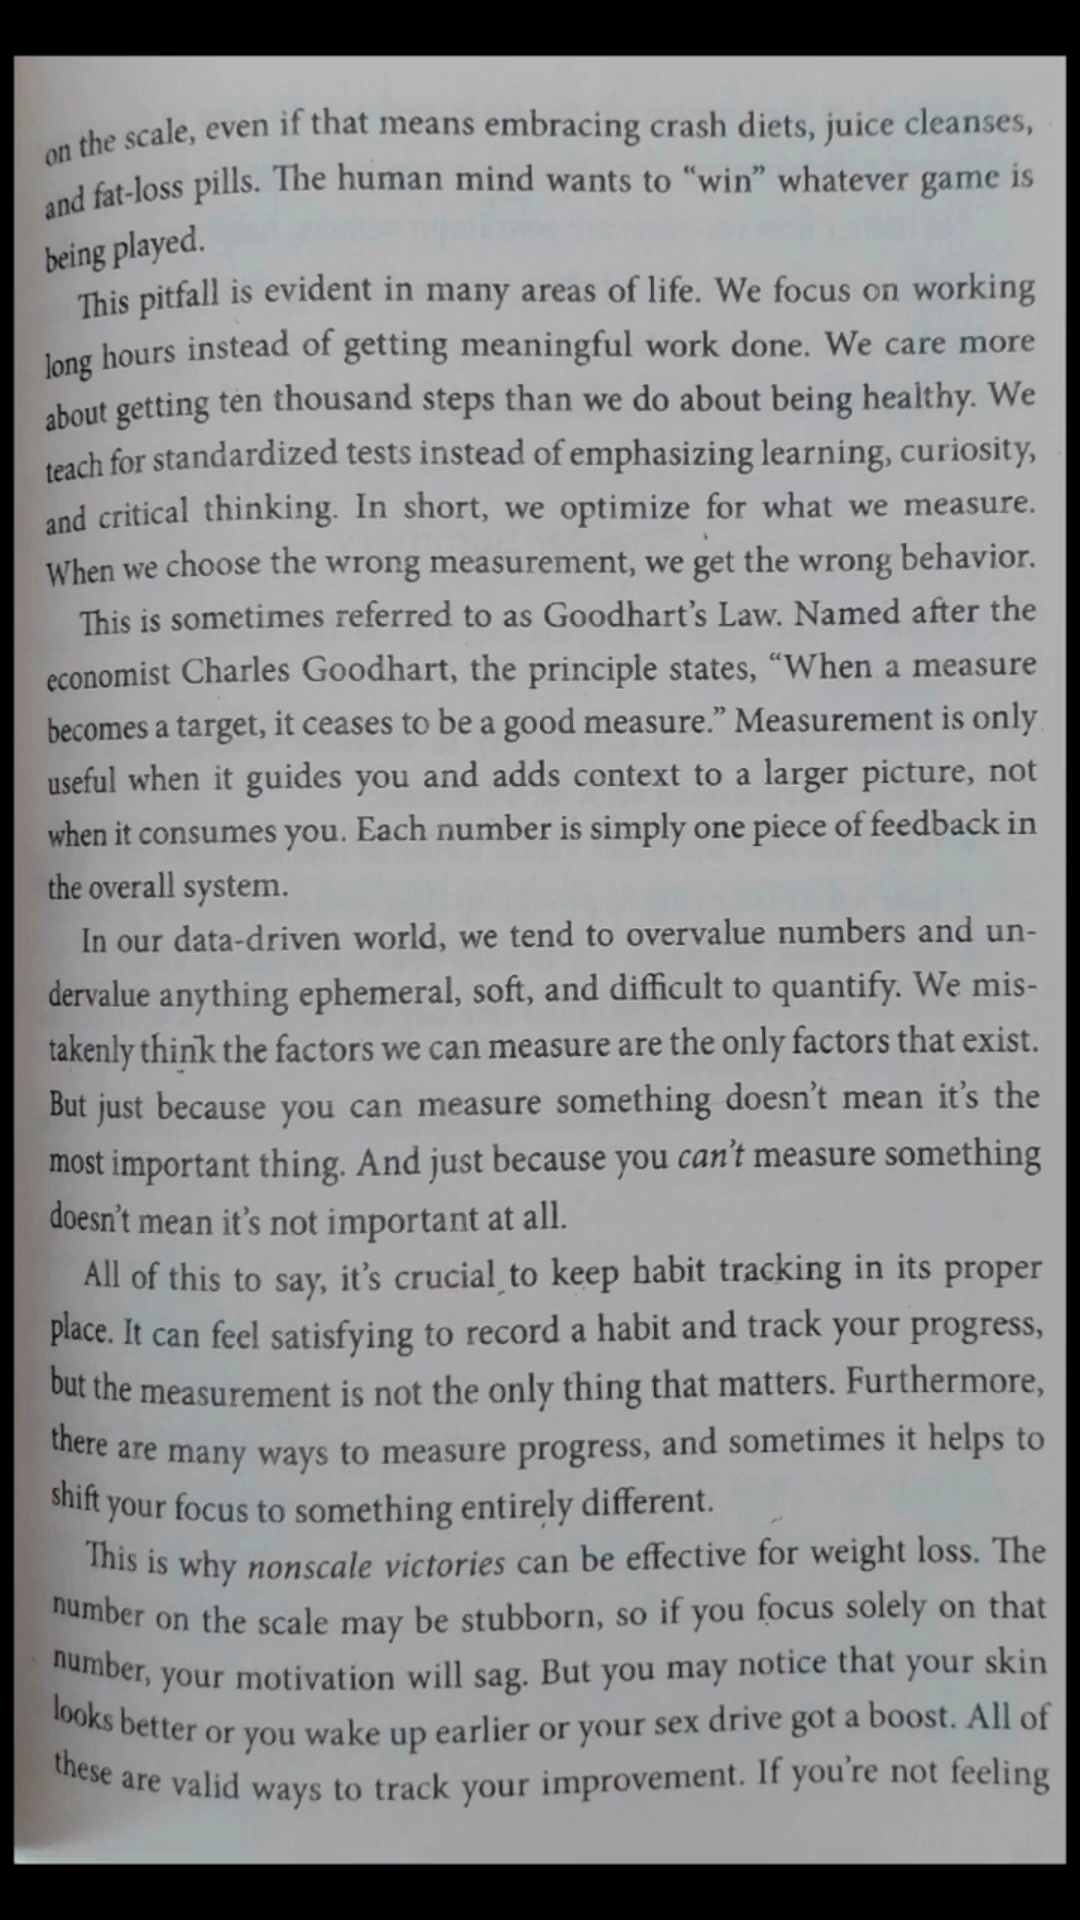 on the scale, even if that means embracing crash diets, juice cleanses,
and fat-loss pills. The human mind wants to “win” whatever game is
being played.
This pitfall is evident in many areas of life. We focus on working
long hours instead of getting meaningful work done. We care more
about getting ten thousand steps than we do about being healthy. We
teach for standardized tests instead of emphasizing learning, curiosity,
and critical thinking. In short, we optimize for what we measure.
When we choose the wrong measurement, we get the wrong behavior.
This is sometimes referred to as Goodhart’s Law. Named after the
economist Charles Goodhart, the principle states, “When a measure
becomes a target, it ceases to be a good measure.” Measurement is only
useful when it guides you and adds context to a larger picture, not
when it consumes you. Each number is simply one piece of feedback in
the overall system.
In our data-driven world, we tend to overvalue numbers and un-
dervalue anything ephemeral, soft, and difficult to quantify. We mis-
takenly think the factors we can measure are the only factors that exist.
But just because you can measure something doesn’t mean it’s the
most important thing. And just because you can’t measure something
doesn’t mean it’s not important at all.
All of this to say, it’s crucial to keep habit tracking in its proper
place. It can feel satisfying to record a habit and track your progress,
but the measurement is not the only thing that matters. Furthermore,
there are many ways to measure progress, and sometimes it helps to
shift your focus to something entirely different.
This is why nonscale victories can be effective for weight loss. The
number on the scale may be stubborn, so if you focus solely on that
number, your motivation will sag. But you may notice that your skin
looks better or you wake up earlier or your sex drive got a boost. All of
these are valid ways to track your improvement. If you’re not feeling